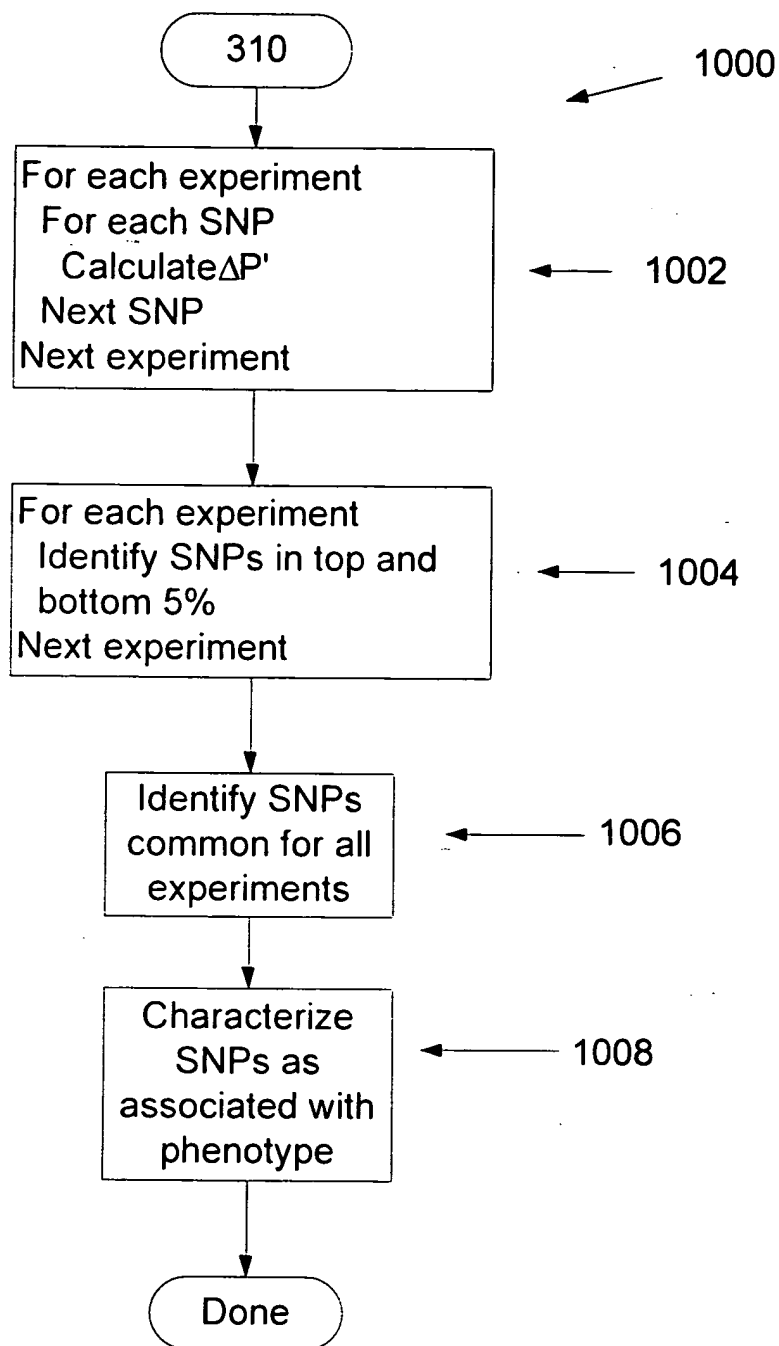 310
1000
For each experiment
For each SNP
Calculate∆P'
Next SNP
Next experiment
1002
For each experiment
Identify SNPs in top and
bottom 5%
Next experiment
1004
Identify SNPs
common for all
experiments
1006
Characterize
SNPs as
associated with
phenotype
1008
Done